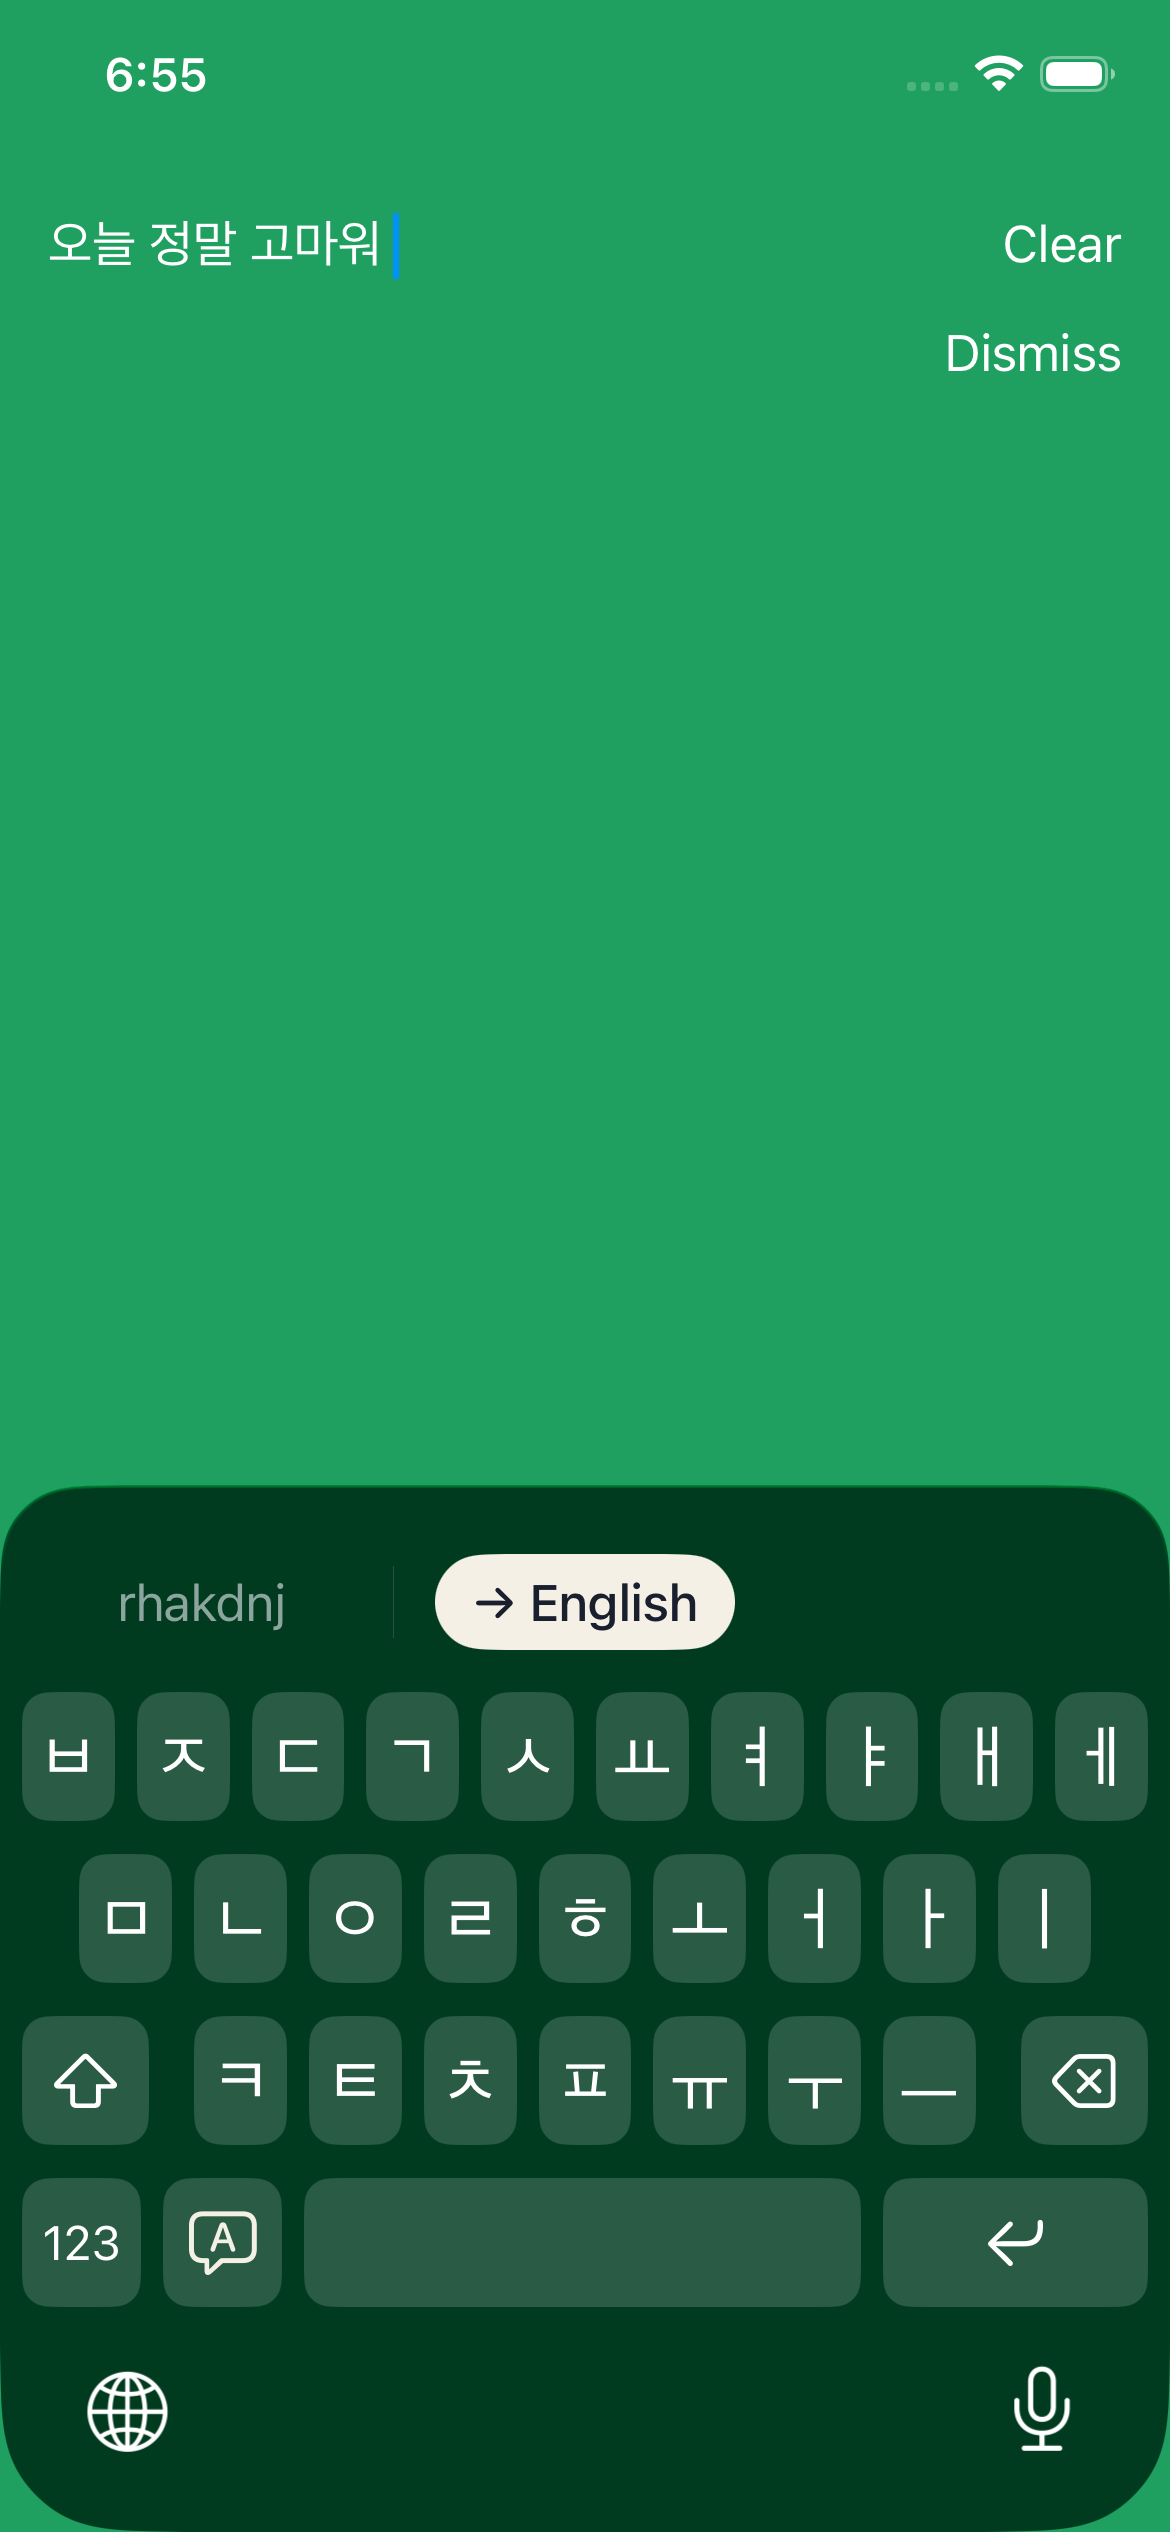 6:55
오늘 정말 고마워
Clear
Dismiss
rhakdnj
→ English
ㅂ ㅈ ㄷ ㄱ ㅅ ㅛ ㅕ ㅑ ㅐ ㅔ
ㅁ ㄴ ㅇ ㄹ ㅎ ㅗ ㅓ ㅏ ㅣ
ㅋ ㅌ ㅊ ㅍ ㅠ ㅜ ㅡ
123 A